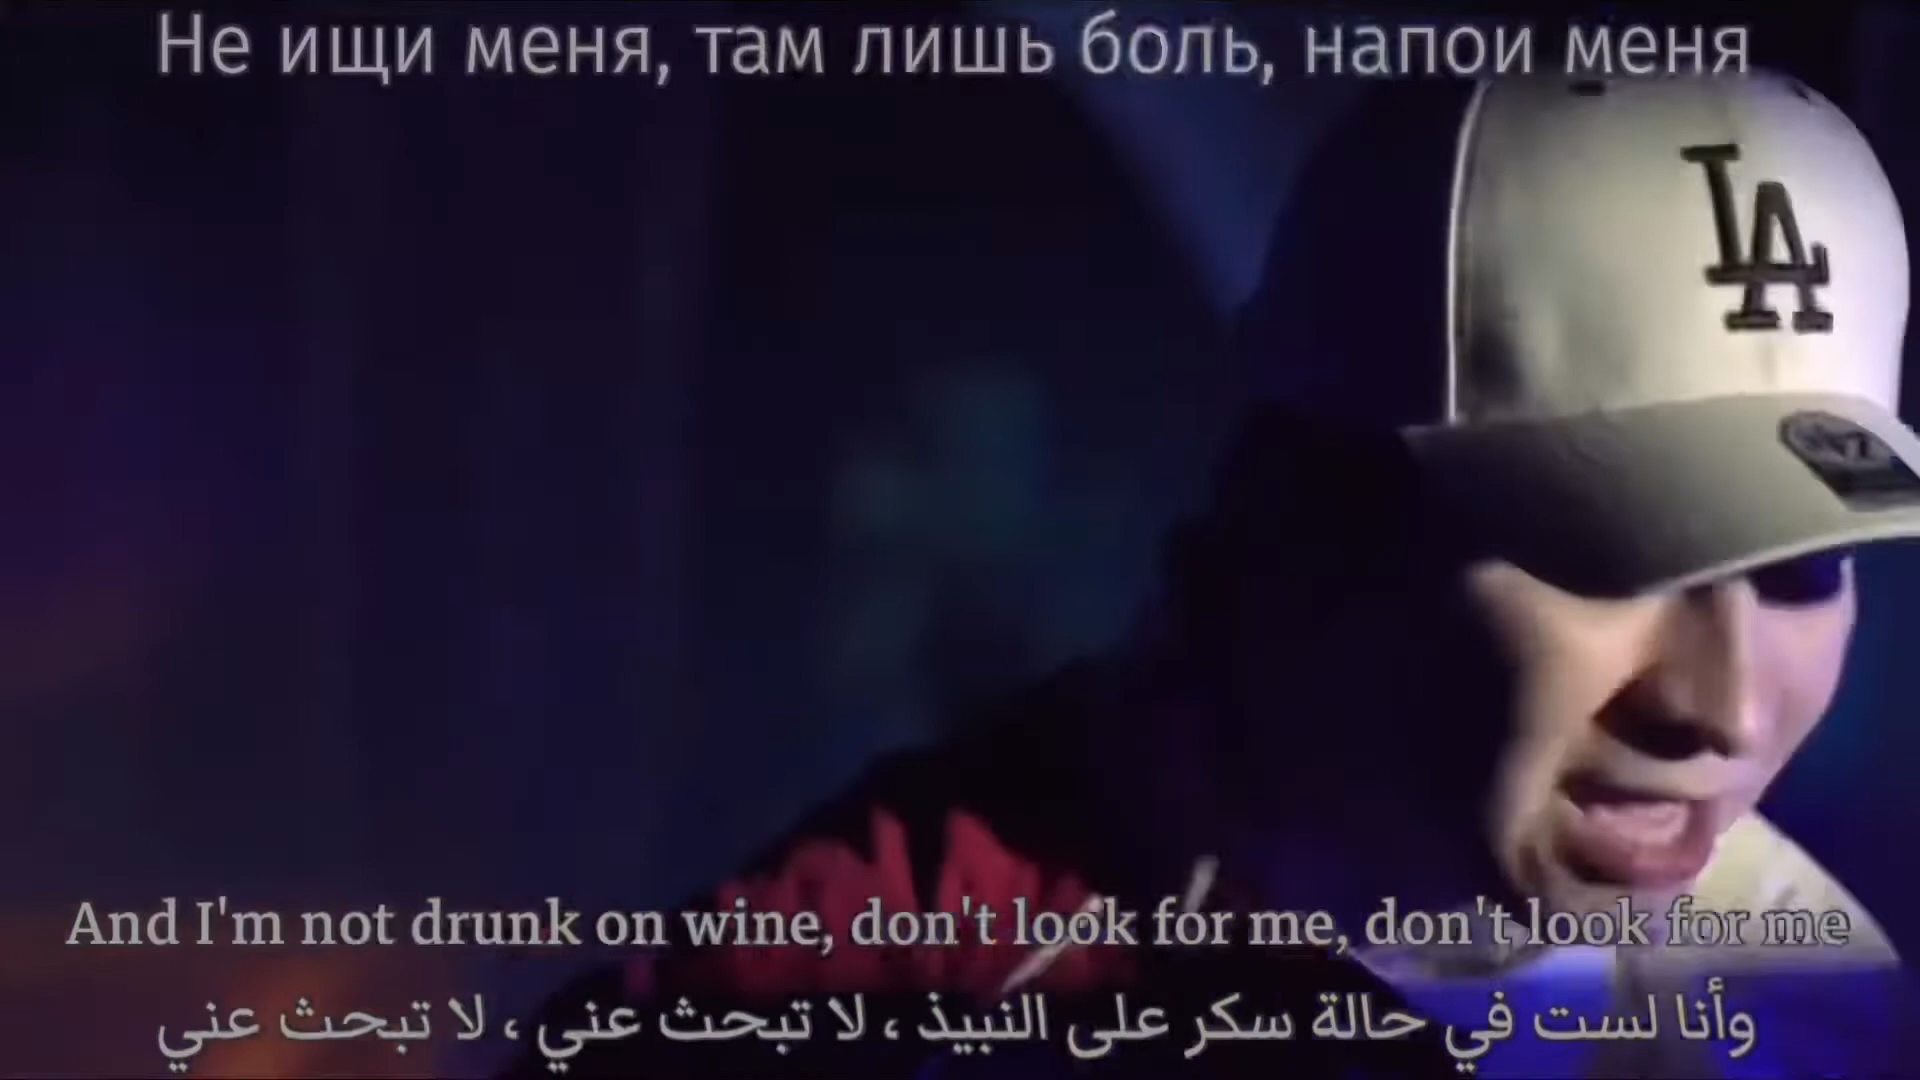 Не ищи меня, там лишь боль, напои меня
LA
And I'm not drunk on wine, don't look for me, don't look for me
وأنا لست في حالة سكر على النبيذ ، لا تبحث عني ، لا تبحث عني